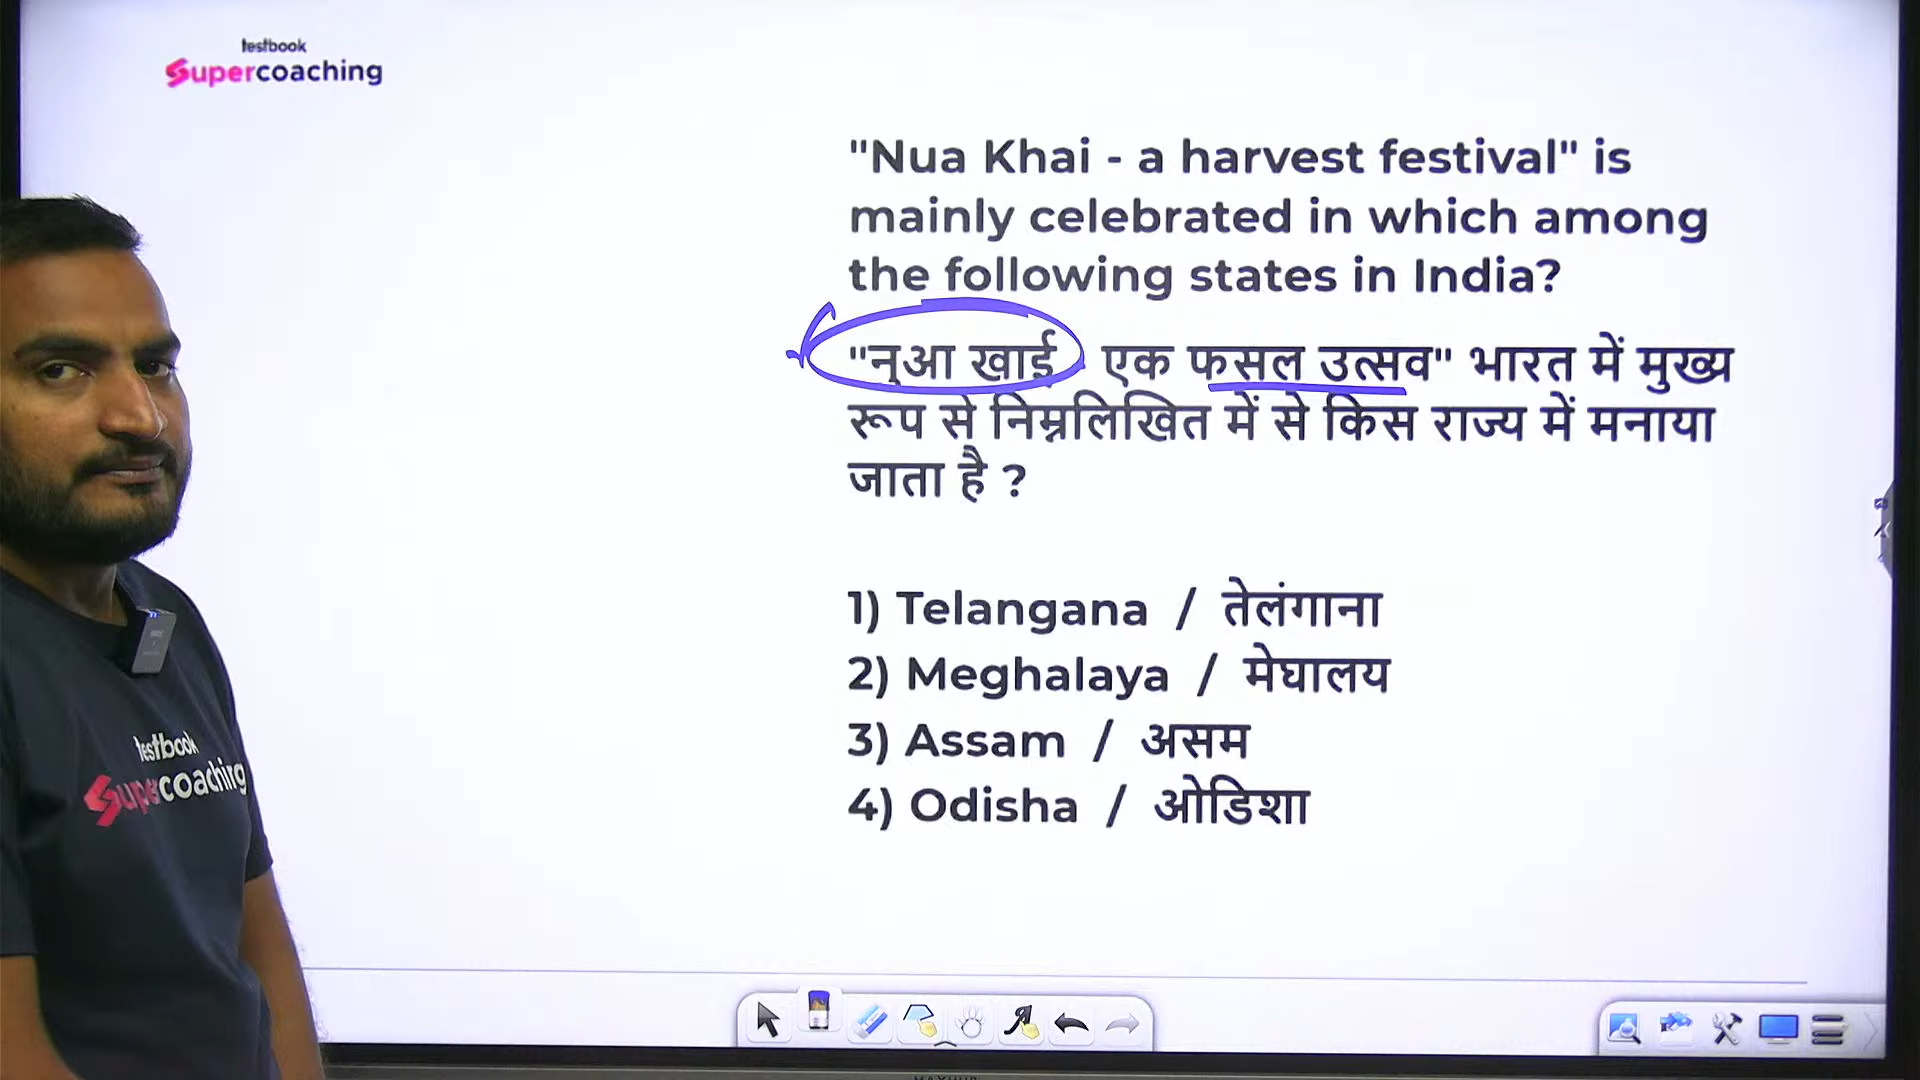 testbook
Supercoaching
"Nua Khai - a harvest festival" is
mainly celebrated in which among
the following states in India?
"नुआ खाई - एक फसल उत्सव" भारत में मुख्य
रूप से निम्नलिखित में से किस राज्य में मनाया
जाता है ?
1) Telangana / तेलंगाना
2) Meghalaya / मेघालय
3) Assam / असम
4) Odisha / ओडिशा
testbook
Supercoaching